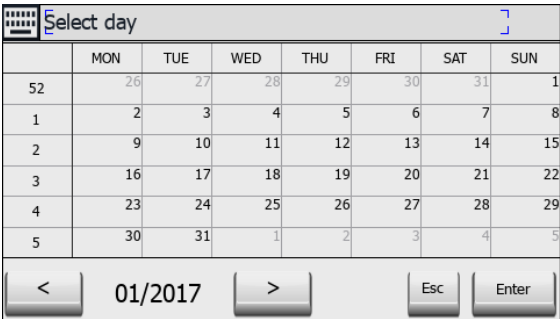 Select day
MON TUE WED THU FRI SAT SUN
52 26 27 28 29 30 31 1
1 2 3 4 5 6 7 8
2 9 10 11 12 13 14 15
3 16 17 18 19 20 21 22
4 23 24 25 26 27 28 29
5 30 31 1 2 3 4 5
< 01/2017 > Esc Enter